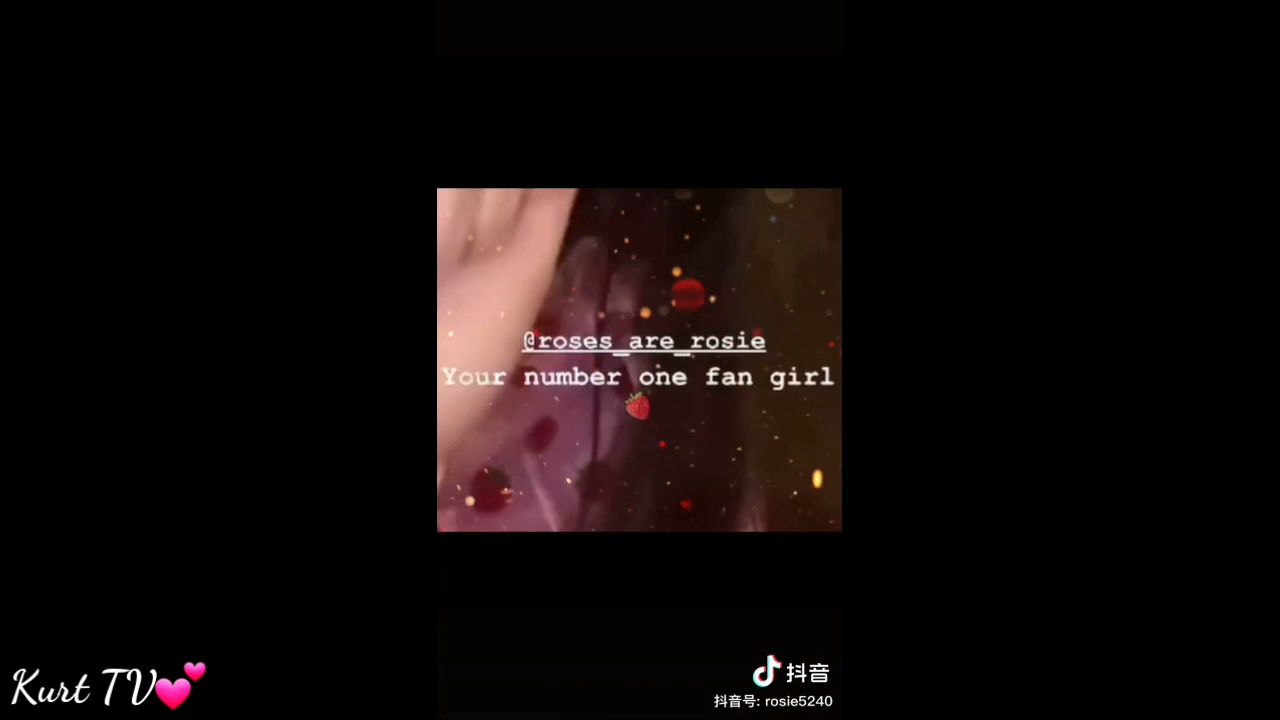 @roses_are_rosie
Your number one fan girl
Kurt TV
抖音
抖音号: rosie5240